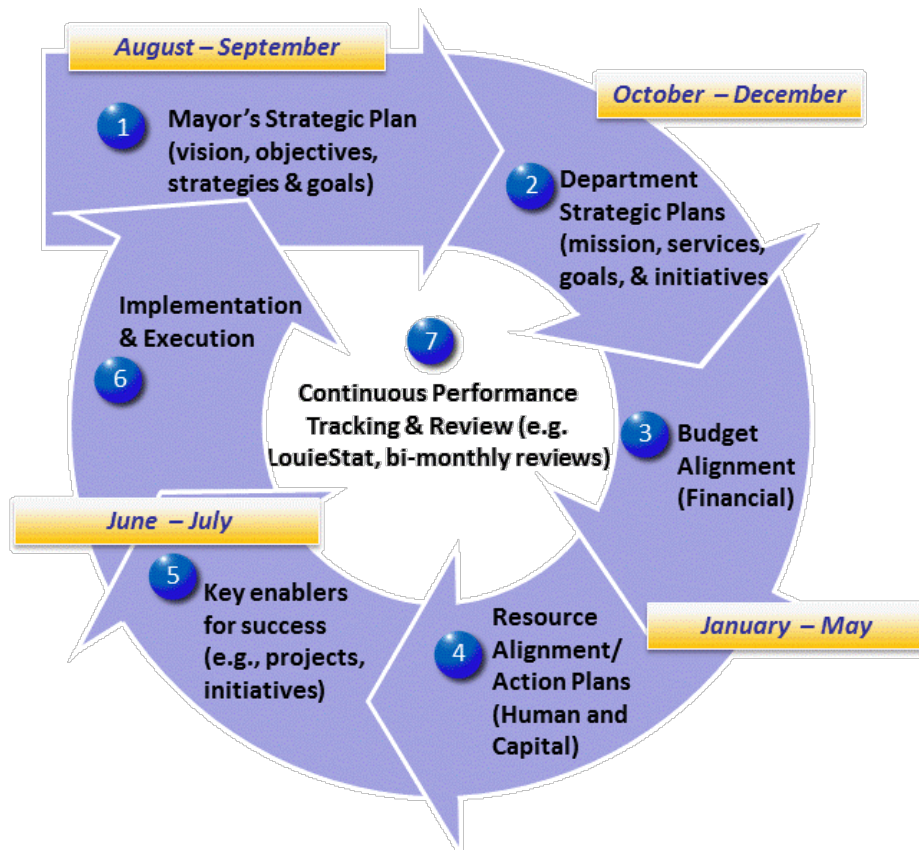 August – September
1
Mayor's Strategic Plan
(vision, objectives,
strategies & goals)
October – December
2
Department
Strategic Plans
(mission, services,
goals, & initiatives
3
Budget
Alignment
(Financial)
January – May
4
Resource
Alignment/
Action Plans
(Human and
Capital)
5
Key enablers
for success
(e.g., projects,
initiatives)
June – July
6
Implementation
& Execution
7
Continuous Performance
Tracking & Review (e.g.
LouieStat, bi-monthly reviews)